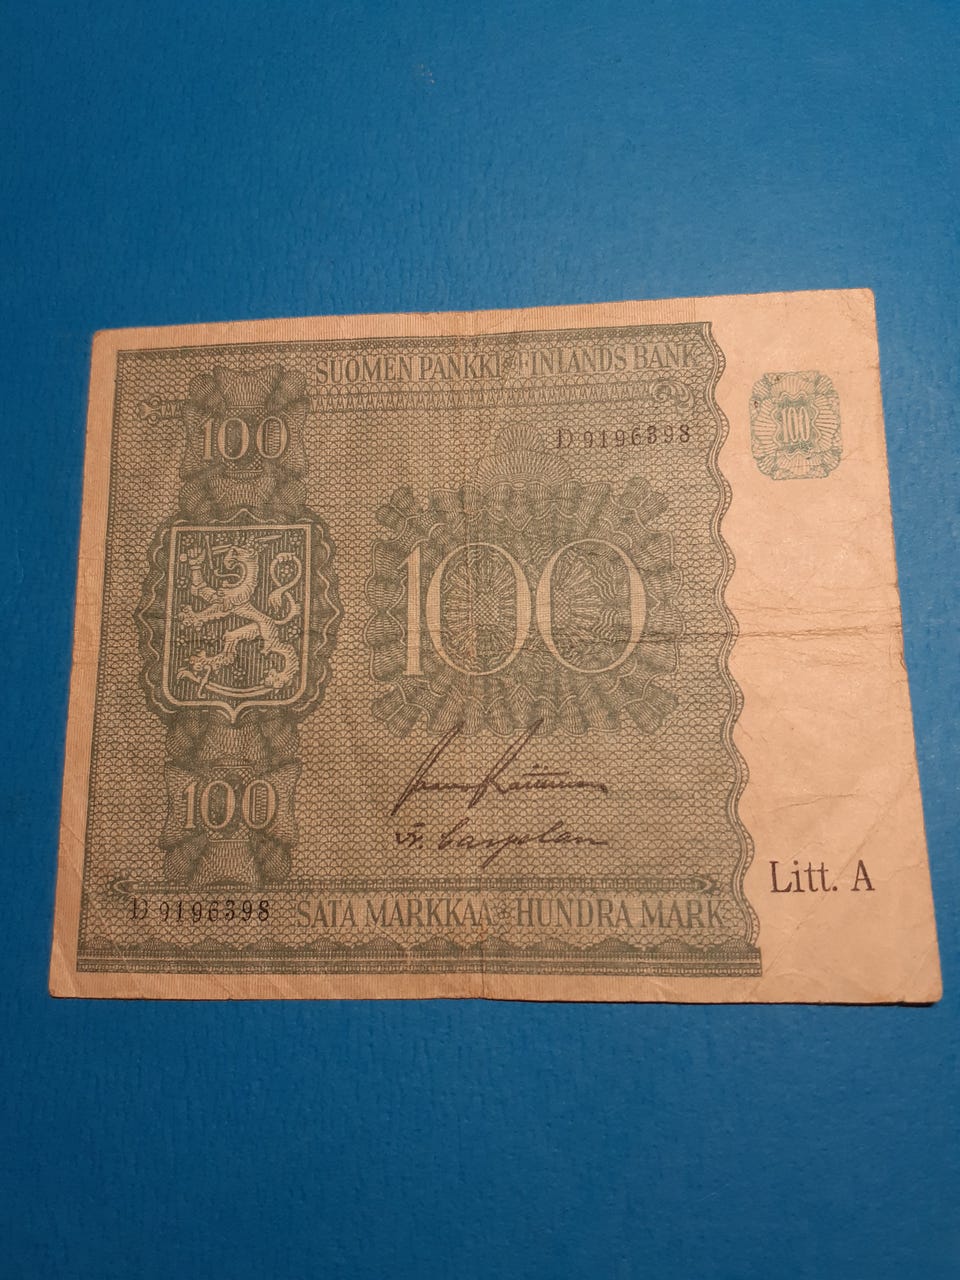 SUOMEN PANKKI FINLANDS BANK
100
100
D 9196398
100
100
Litt. A
D 9196398
SATA MARKKAA HUNDRA MARK